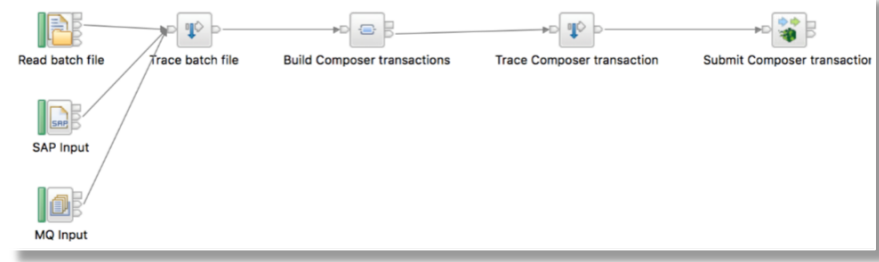 Read batch file
Trace batch file
Build Composer transactions
Trace Composer transaction
Submit Composer transaction
SAP
SAP Input
MQ Input